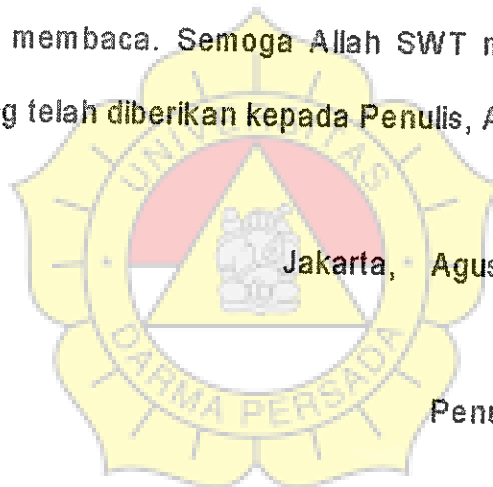 membaca. Semoga Allah SWT
telah diberikan kepada Penulis,
Jakarta,
UNIVERSITAS
DARMA PERSADA